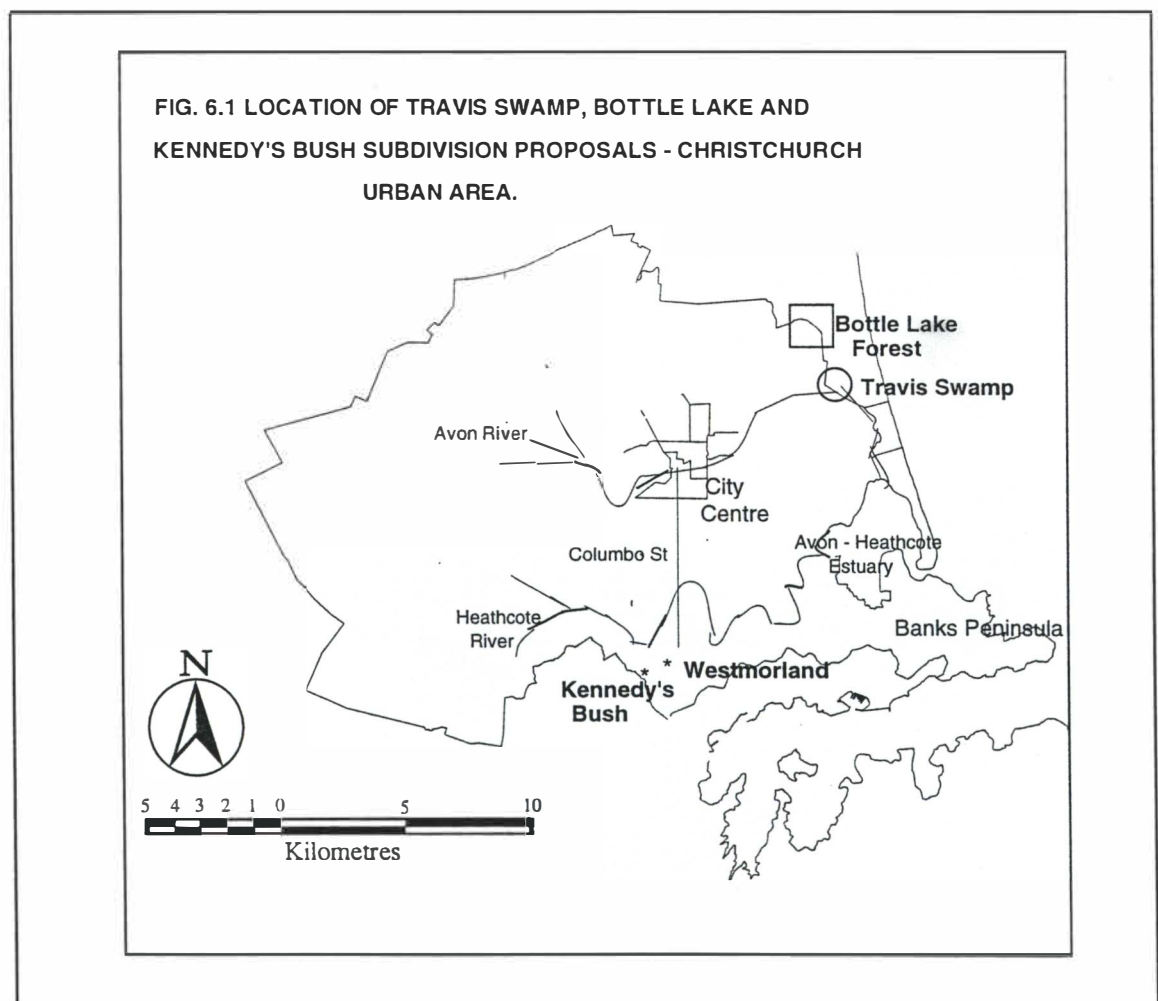 FIG. 6.1 LOCATION OF TRAVIS SWAMP, BOTTLE LAKE AND
KENNEDY'S BUSH SUBDIVISION PROPOSALS - CHRISTCHURCH
URBAN AREA.
Bottle Lake
Forest
Travis Swamp
Avon River
City
Centre
Columbo St
Avon - Heathcote
Estuary
Heathcote
River
Banks Peninsula
* Westmorland
*
Kennedy's
Bush
N
5 4 3 2 1 0 5 10
Kilometres